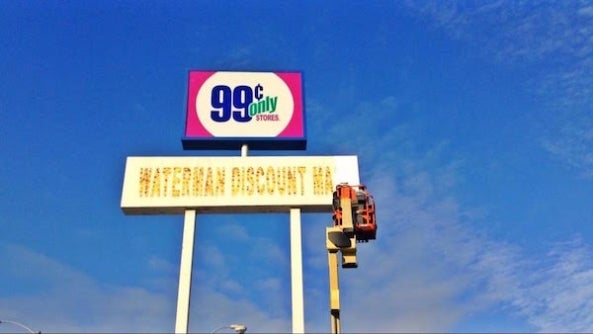 99¢
only
STORES.
WATERMAN DISCOUNT MA